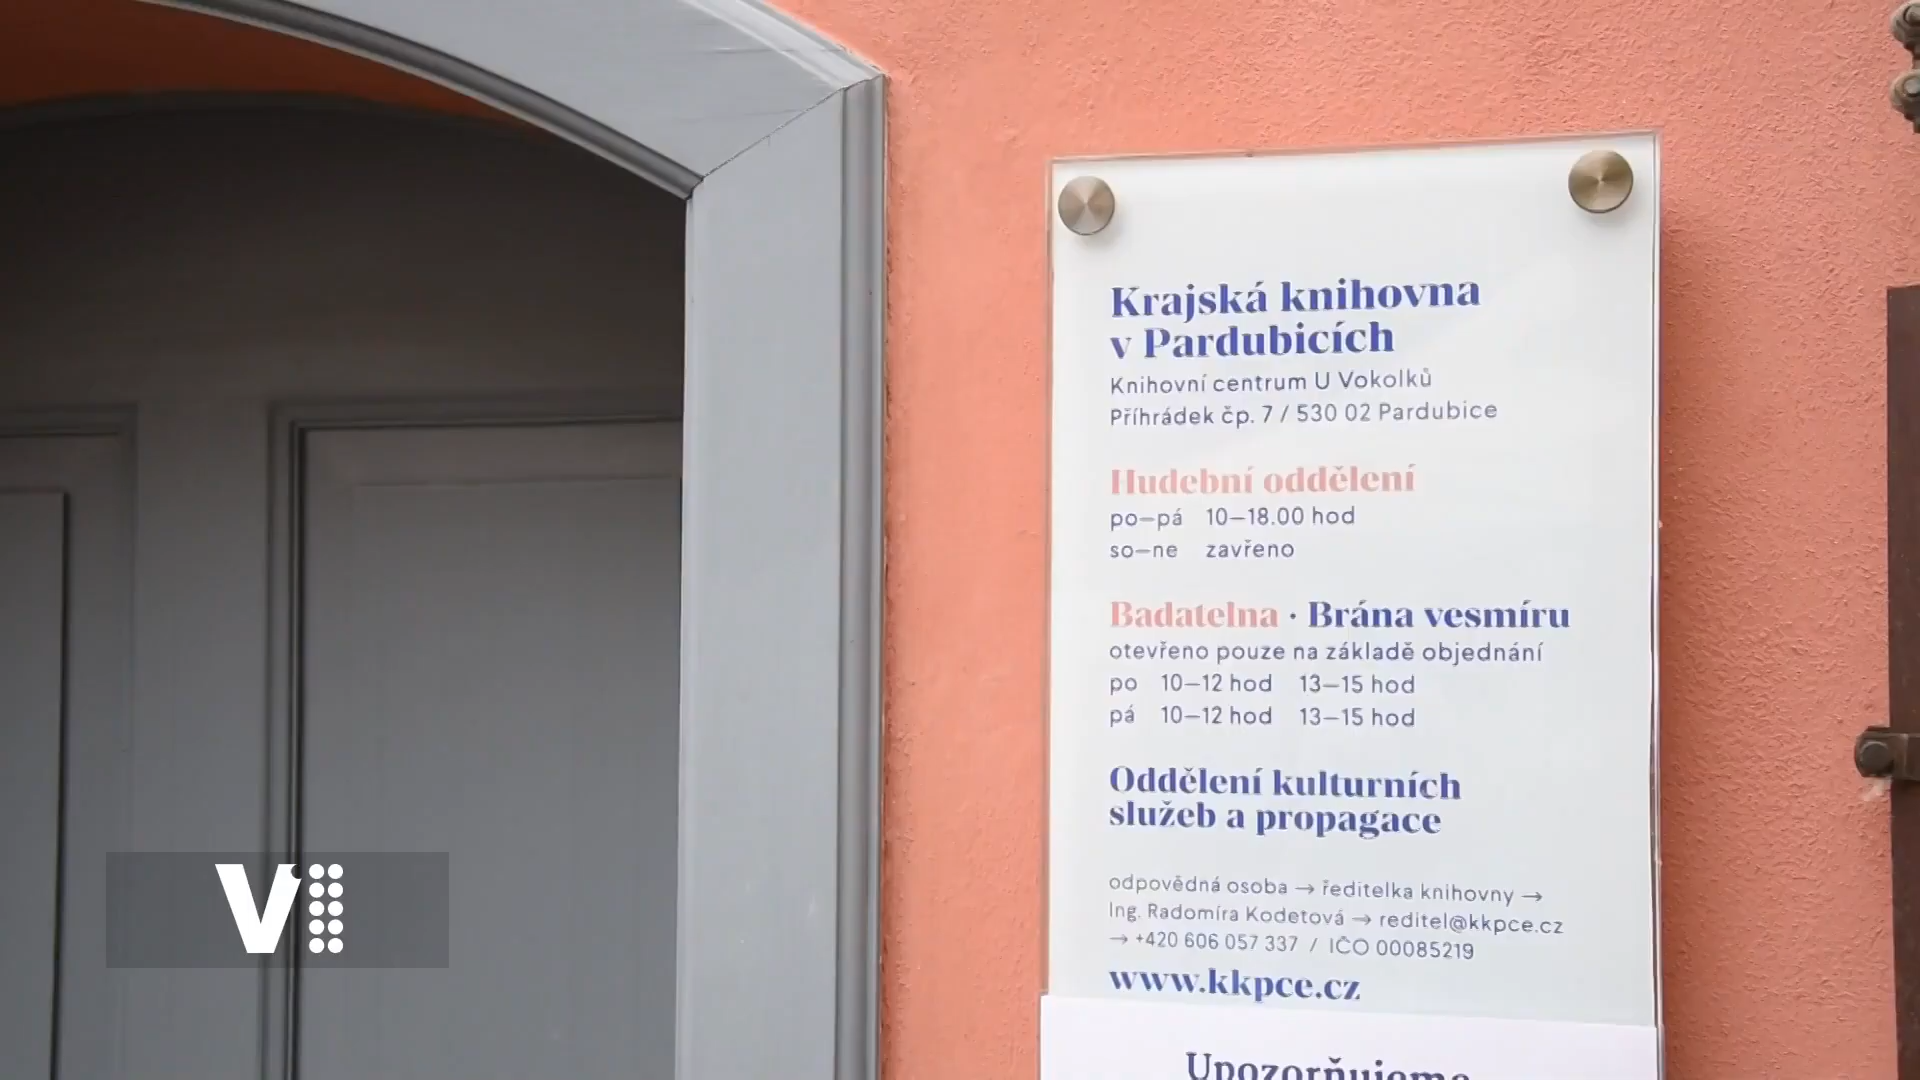 Krajská knihovna
v Pardubicích
Knihovní centrum U Vokolků
Příhrádek čp. 7 / 530 02 Pardubice
Hudební oddělení
po–pá 10–18.00 hod
so–ne zavřeno
Badatelna · Brána vesmíru
otevřeno pouze na základě objednání
po 10–12 hod 13–15 hod
pá 10–12 hod 13–15 hod
Oddělení kulturních
služeb a propagace
odpovědná osoba → ředitelka knihovny →
Ing. Radomíra Kodetová → reditel@kkpce.cz
→ +420 606 057 337 / IČO 00085219
www.kkpce.cz
Upozorňujeme
V